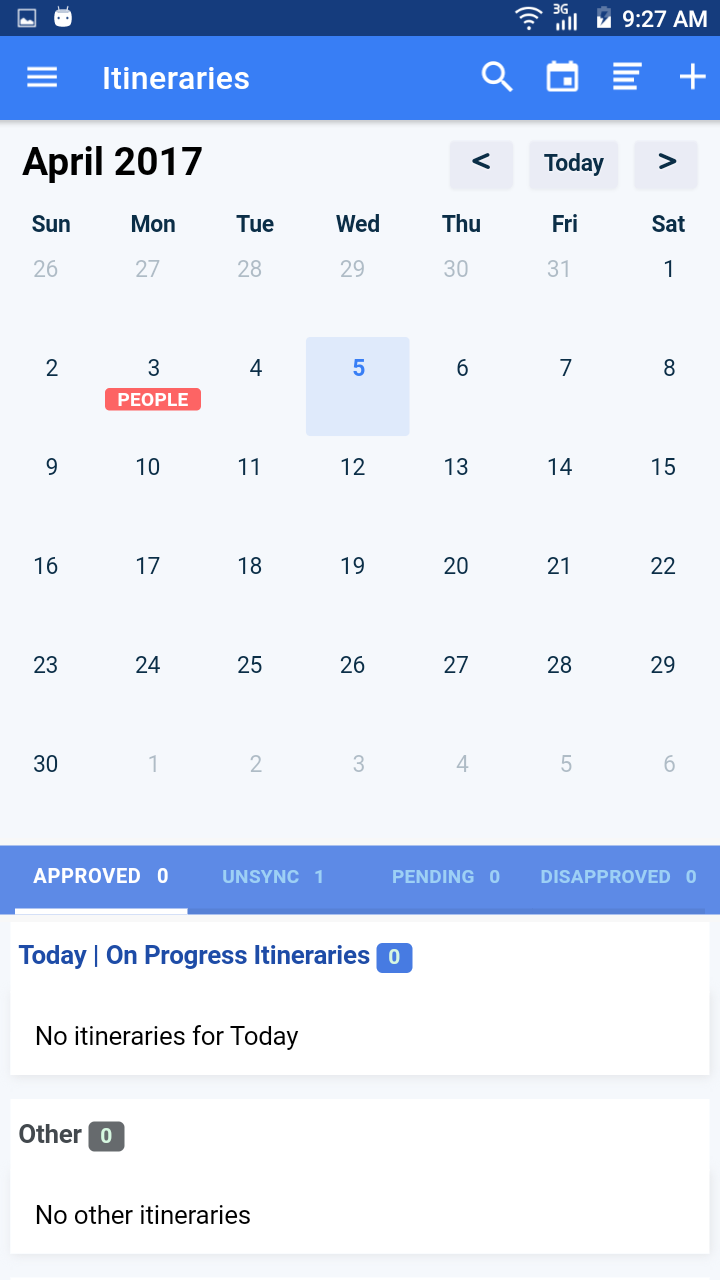 3G 9:27 AM
Itineraries
April 2017 < Today >
Sun Mon Tue Wed Thu Fri Sat
26 27 28 29 30 31 1
2 3 4 5 6 7 8
PEOPLE
9 10 11 12 13 14 15
16 17 18 19 20 21 22
23 24 25 26 27 28 29
30 1 2 3 4 5 6
APPROVED 0 UNSYNC 1 PENDING 0 DISAPPROVED 0
Today | On Progress Itineraries 0
No itineraries for Today
Other 0
No other itineraries